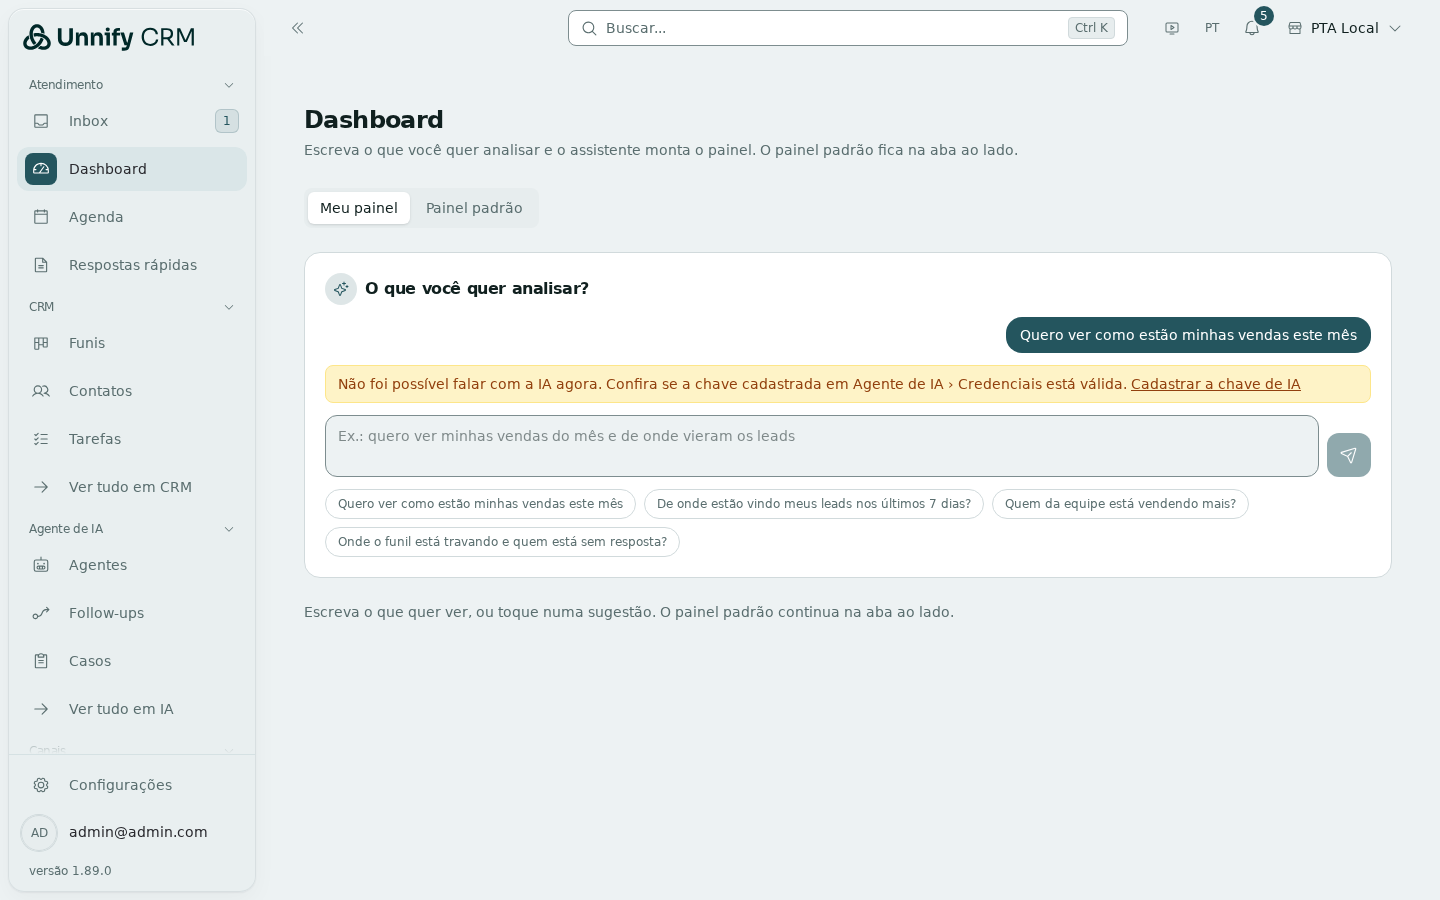 Unnify CRM
Atendimento
Inbox
1
Dashboard
Agenda
Respostas rápidas
CRM
Funis
Contatos
Tarefas
Ver tudo em CRM
Agente de IA
Agentes
Follow-ups
Casos
Ver tudo em IA
Canais
Configurações
AD
admin@admin.com
versão 1.89.0
Buscar...
Ctrl K
PT
5
PTA Local
Dashboard
Escreva o que você quer analisar e o assistente monta o painel. O painel padrão fica na aba ao lado.
Meu painel
Painel padrão
O que você quer analisar?
Quero ver como estão minhas vendas este mês
Não foi possível falar com a IA agora. Confira se a chave cadastrada em Agente de IA › Credenciais está válida. Cadastrar a chave de IA
Ex.: quero ver minhas vendas do mês e de onde vieram os leads
Quero ver como estão minhas vendas este mês
De onde estão vindo meus leads nos últimos 7 dias?
Quem da equipe está vendendo mais?
Onde o funil está travando e quem está sem resposta?
Escreva o que quer ver, ou toque numa sugestão. O painel padrão continua na aba ao lado.